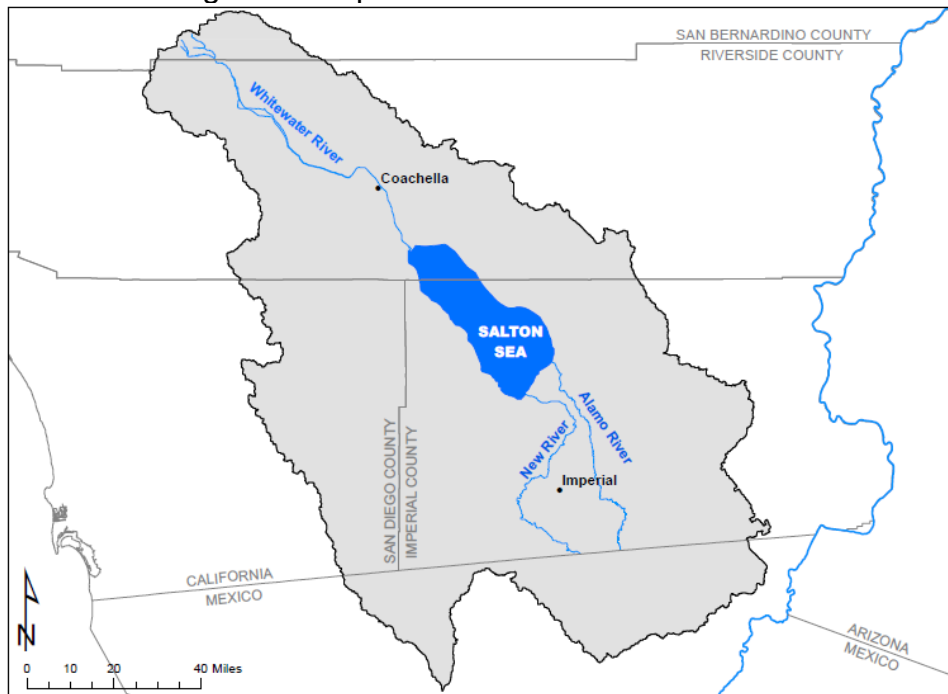 SAN BERNARDINO COUNTY
RIVERSIDE COUNTY
Whitewater River
Coachella
SALTON
SEA
SAN DIEGO COUNTY
IMPERIAL COUNTY
New River
Alamo River
Imperial
CALIFORNIA
MEXICO
ARIZONA
MEXICO
N
0 10 20 40 Miles